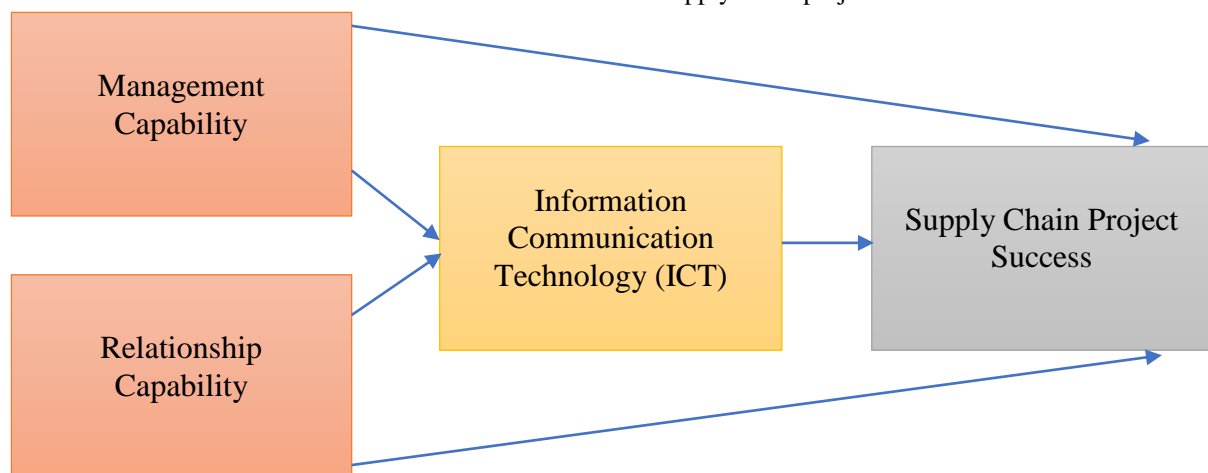 Management
Capability
Information
Communication
Technology (ICT)
Supply Chain Project
Success
Relationship
Capability